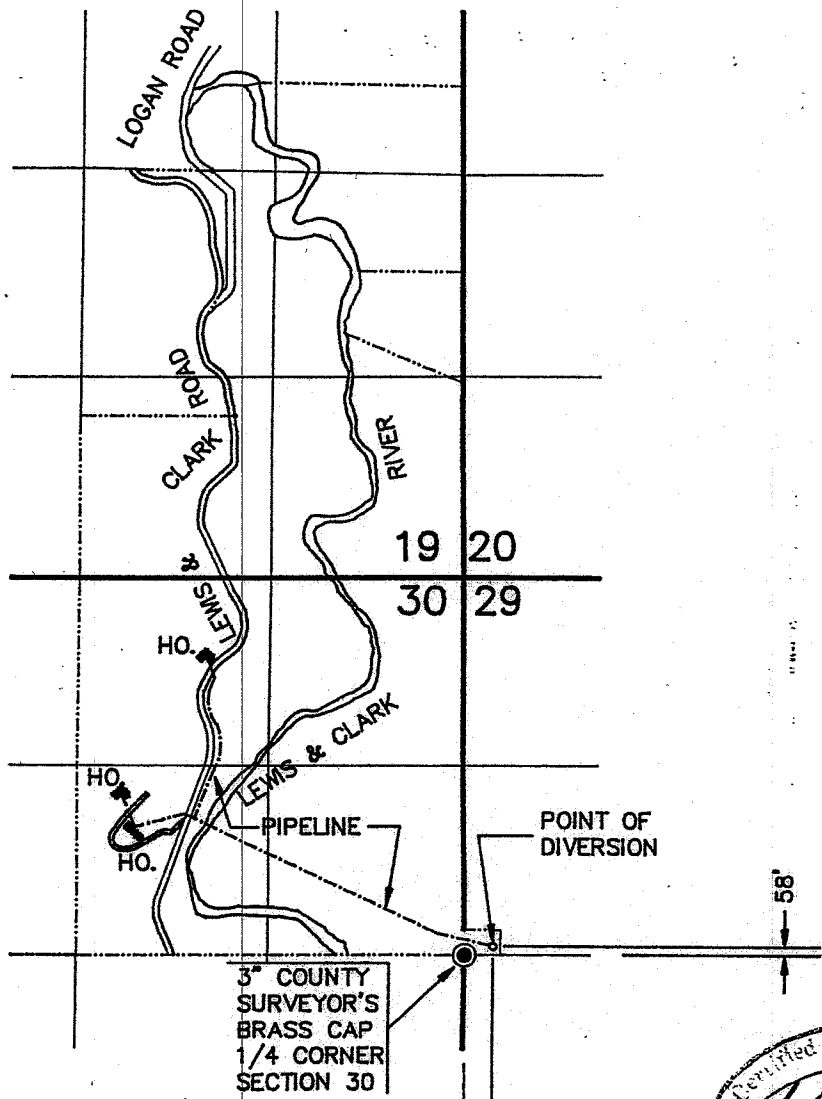 LOGAN ROAD
ROAD
CLARK
LEWIS &
RIVER
19 20
30 29
HO.
LEWIS & CLARK
HO.
HO.
PIPELINE
POINT OF
DIVERSION
58'
3" COUNTY
SURVEYOR'S
BRASS CAP
1/4 CORNER
SECTION 30
Certified